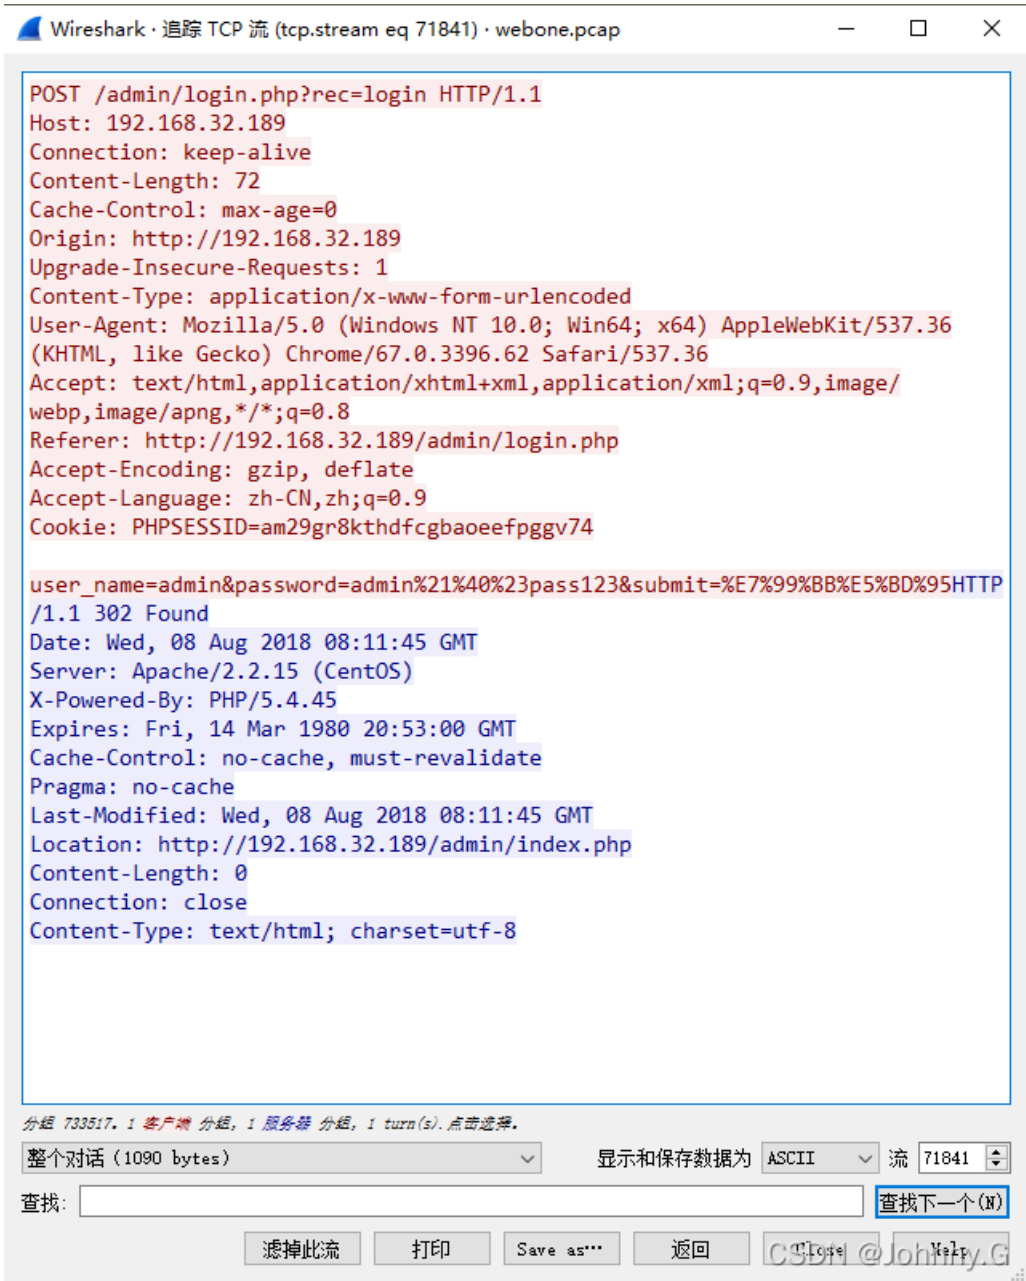 Wireshark · 追踪 TCP 流 (tcp.stream eq 71841) · webone.pcap
POST /admin/login.php?rec=login HTTP/1.1
Host: 192.168.32.189
Connection: keep-alive
Content-Length: 72
Cache-Control: max-age=0
Origin: http://192.168.32.189
Upgrade-Insecure-Requests: 1
Content-Type: application/x-www-form-urlencoded
User-Agent: Mozilla/5.0 (Windows NT 10.0; Win64; x64) AppleWebKit/537.36
(KHTML, like Gecko) Chrome/67.0.3396.62 Safari/537.36
Accept: text/html,application/xhtml+xml,application/xml;q=0.9,image/
webp,image/apng,*/*;q=0.8
Referer: http://192.168.32.189/admin/login.php
Accept-Encoding: gzip, deflate
Accept-Language: zh-CN,zh;q=0.9
Cookie: PHPSESSID=am29gr8kthdfcgbaoeefpggv74
user_name=admin&password=admin%21%40%23pass123&submit=%E7%99%BB%E5%BD%95HTTP
/1.1 302 Found
Date: Wed, 08 Aug 2018 08:11:45 GMT
Server: Apache/2.2.15 (CentOS)
X-Powered-By: PHP/5.4.45
Expires: Fri, 14 Mar 1980 20:53:00 GMT
Cache-Control: no-cache, must-revalidate
Pragma: no-cache
Last-Modified: Wed, 08 Aug 2018 08:11:45 GMT
Location: http://192.168.32.189/admin/index.php
Content-Length: 0
Connection: close
Content-Type: text/html; charset=utf-8
分组 733517. 1 客户端 分组, 1 服务器 分组, 1 turn(s). 点击选择.
整个对话 (1090 bytes) 显示和保存数据为 ASCII 流 71841
查找: 查找下一个(N)
滤掉此流 打印 Save as… 返回 Close Help
CSDN @Johnny.G